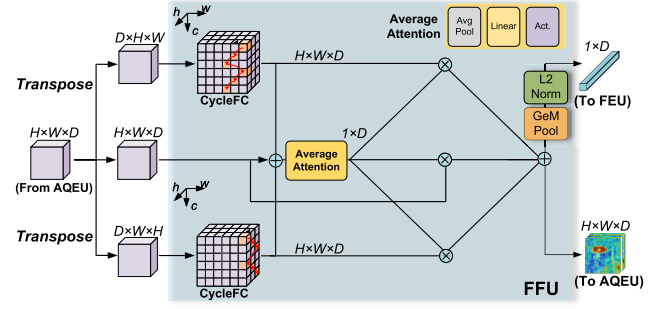 h w
c
D×H×W
Transpose
CycleFC
H×W×D
Average
Attention
Avg
Pool
Linear
Act.
1×D
L2
Norm
(To FEU)
GeM
Pool
H×W×D
(From AQEU)
H×W×D
Average
Attention
1×D
h w
c
Transpose
D×W×H
CycleFC
H×W×D
H×W×D
(To AQEU)
FFU